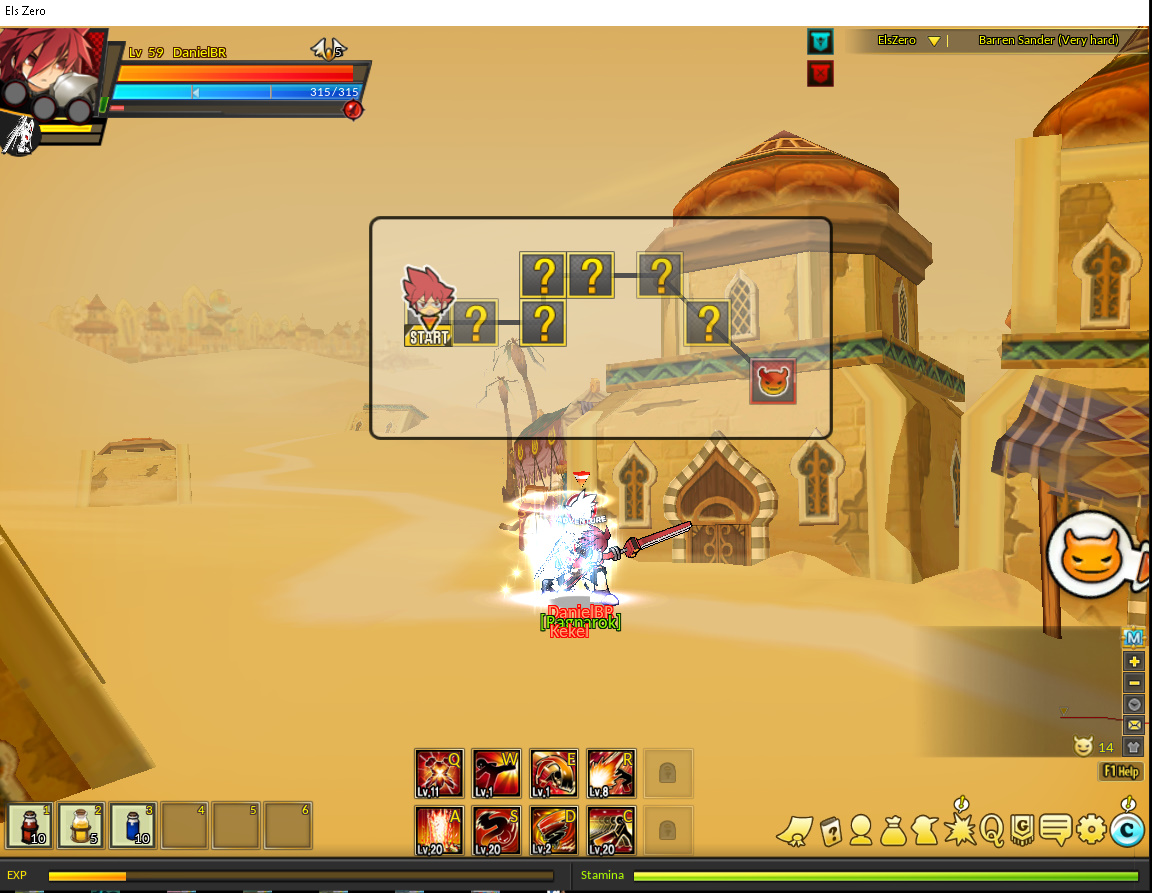 Els Zero
Lv 59 DanielBR
5
315/315
ElsZero
Barren Sander (Very hard)
? ? ?
START ? ? ?
ADVENTURE
DanielBR
[Ragnarok]
Kekel
M
14
F1 Help
Q W E R
Lv,11 Lv,1 Lv,1 Lv,8
A S D C
Lv,20 Lv,20 Lv,2 Lv,20
1 2 3 4 5 6
10 5 10
EXP
Stamina